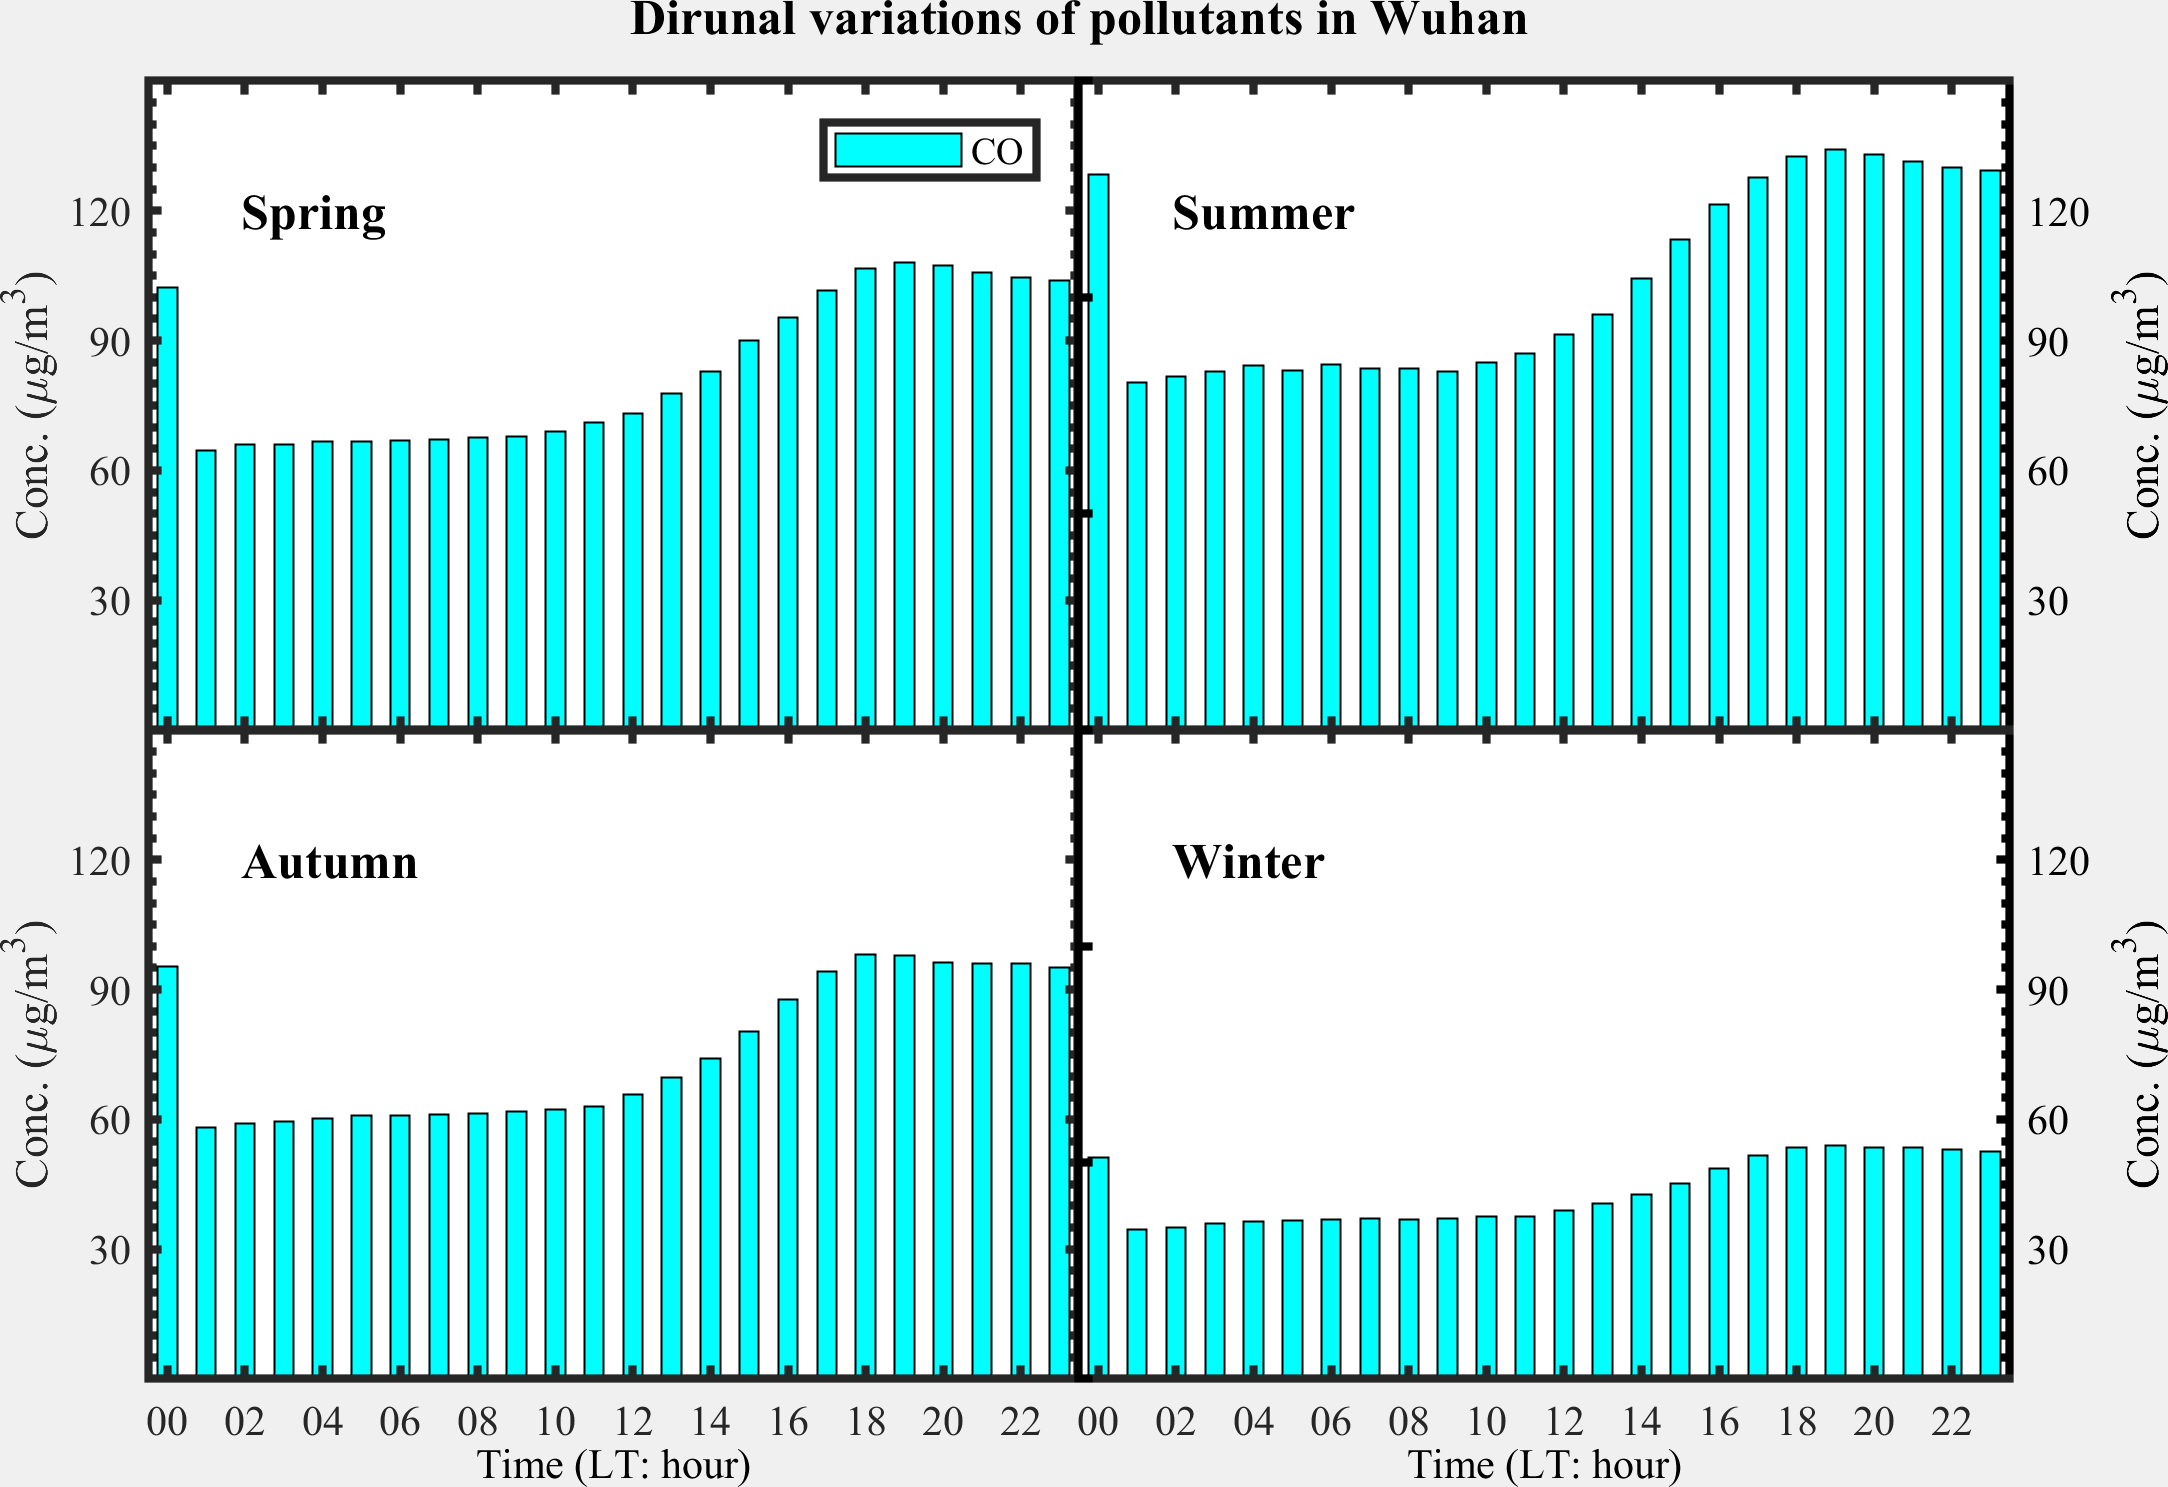 Dirunal variations of pollutants in Wuhan
CO
Spring
Summer
120
90
60
30
Conc. (μg/m³)
120
90
60
30
Conc. (μg/m³)
Autumn
Winter
120
90
60
30
Conc. (μg/m³)
120
90
60
30
Conc. (μg/m³)
00 02 04 06 08 10 12 14 16 18 20 22
00 02 04 06 08 10 12 14 16 18 20 22
Time (LT: hour)
Time (LT: hour)